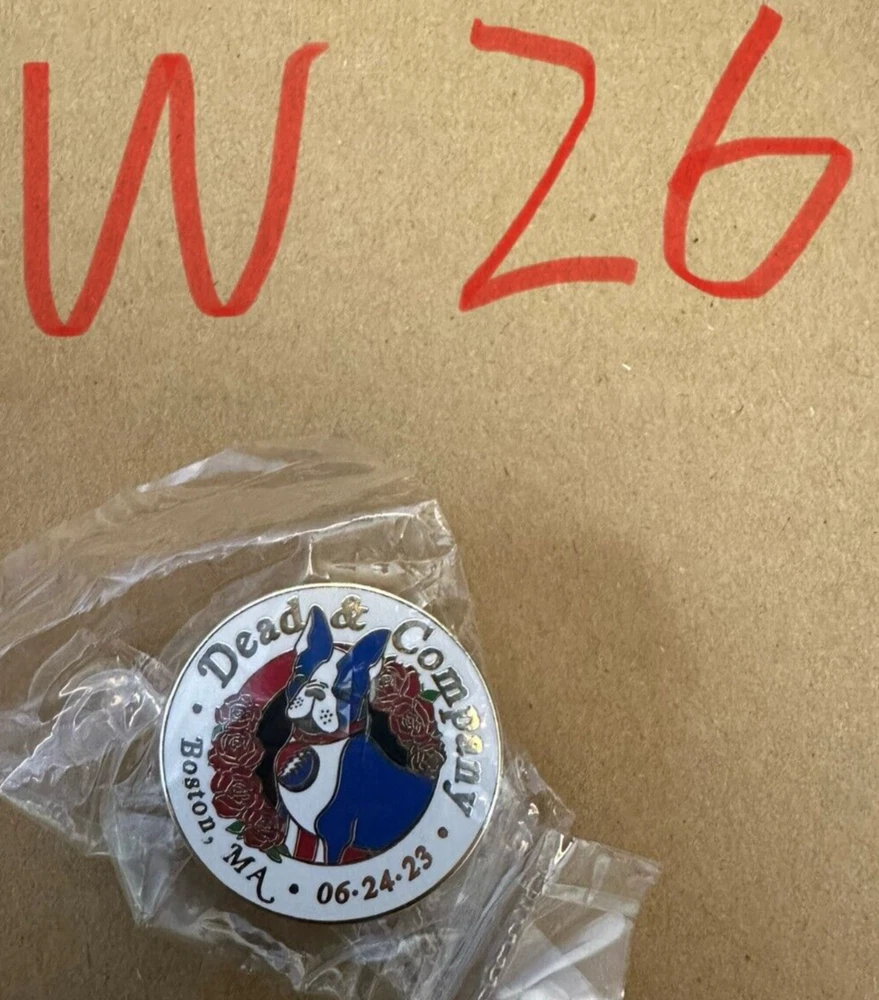 W 26
Dead & Company
Boston, MA • 06·24·23